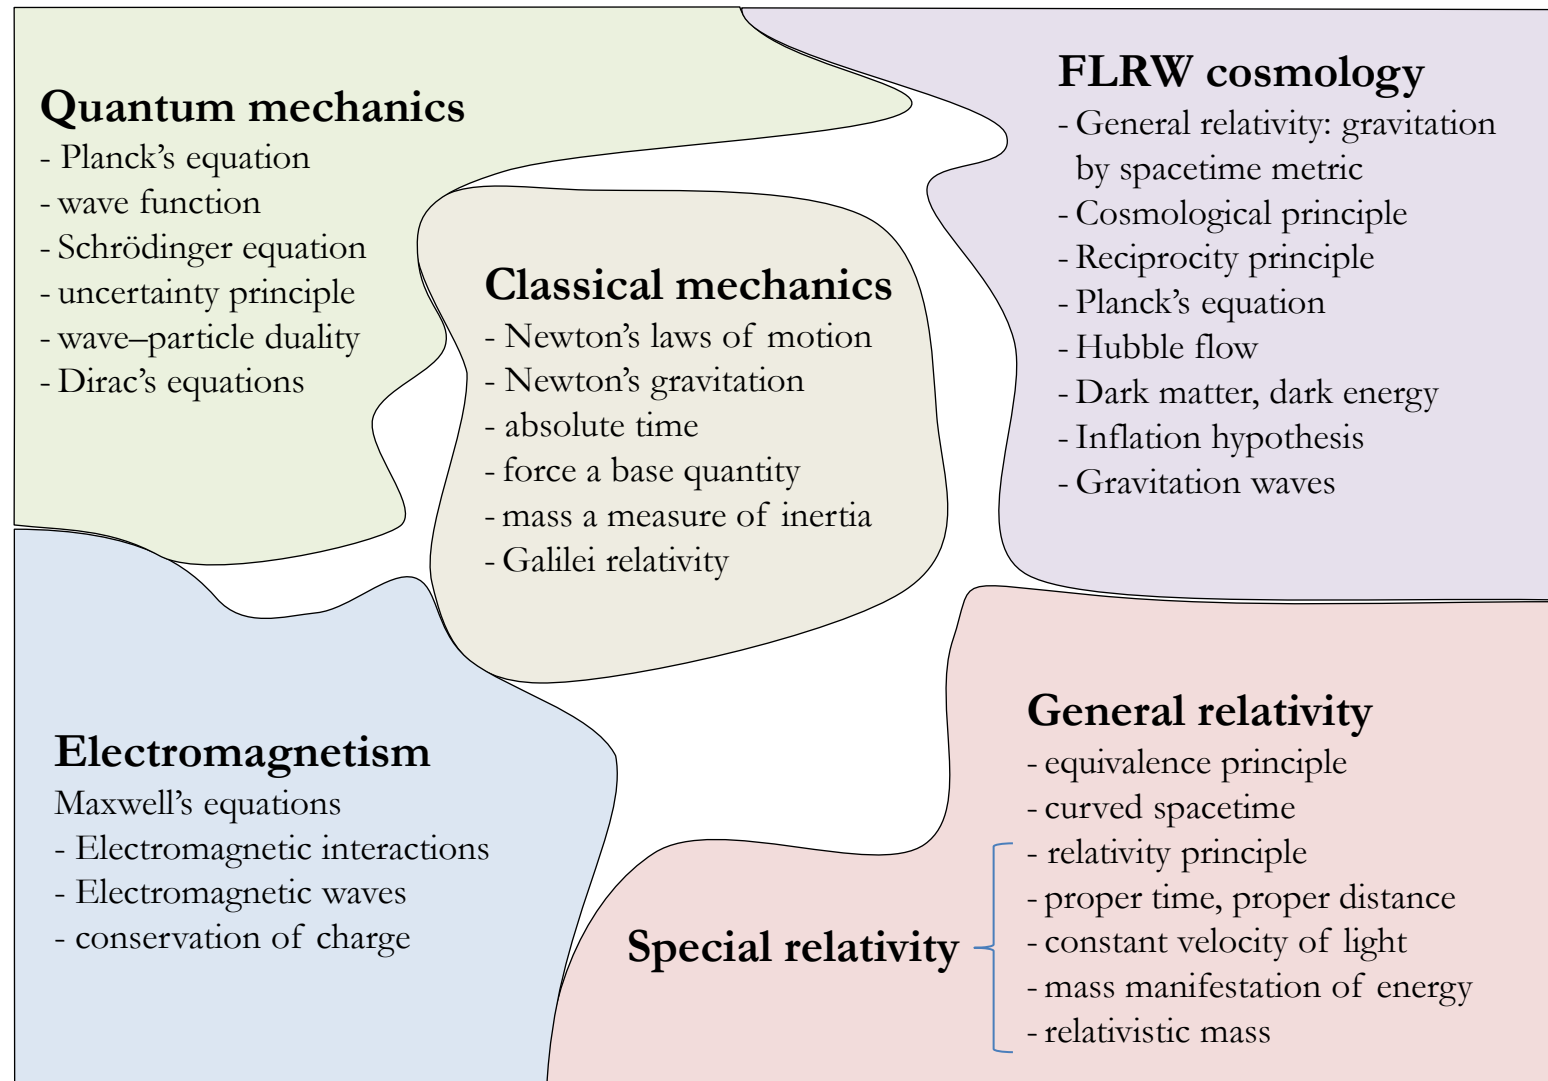 Quantum mechanics
- Planck’s equation
- wave function
- Schrödinger equation
- uncertainty principle
- wave–particle duality
- Dirac’s equations
FLRW cosmology
- General relativity: gravitation
by spacetime metric
- Cosmological principle
- Reciprocity principle
- Planck’s equation
- Hubble flow
- Dark matter, dark energy
- Inflation hypothesis
- Gravitation waves
Classical mechanics
- Newton’s laws of motion
- Newton’s gravitation
- absolute time
- force a base quantity
- mass a measure of inertia
- Galilei relativity
Electromagnetism
Maxwell’s equations
- Electromagnetic interactions
- Electromagnetic waves
- conservation of charge
General relativity
- equivalence principle
- curved spacetime
- relativity principle
- proper time, proper distance
- constant velocity of light
- mass manifestation of energy
- relativistic mass
Special relativity